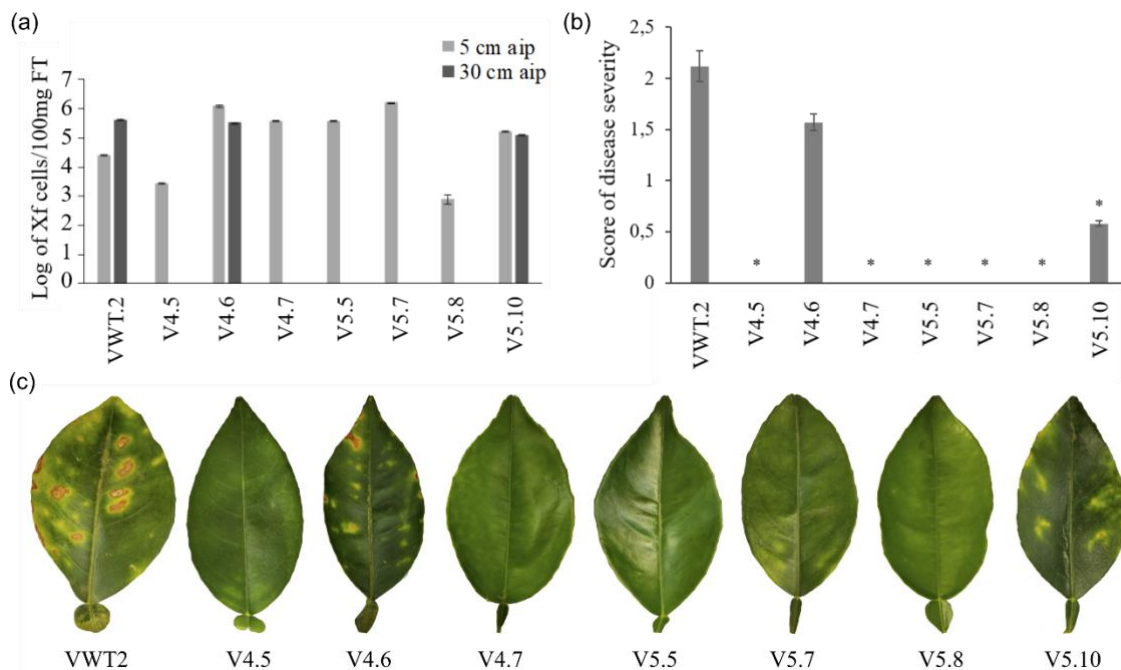 (a)
5 cm aip
30 cm aip
Log of Xf cells/100mg FT
7
6
5
4
3
2
1
0
VWT.2
V4.5
V4.6
V4.7
V5.5
V5.7
V5.8
V5.10
(b)
Score of disease severity
2,5
2
1,5
1
0,5
0
* * * * * *
VWT.2
V4.5
V4.6
V4.7
V5.5
V5.7
V5.8
V5.10
(c)
VWT2 V4.5 V4.6 V4.7 V5.5 V5.7 V5.8 V5.10